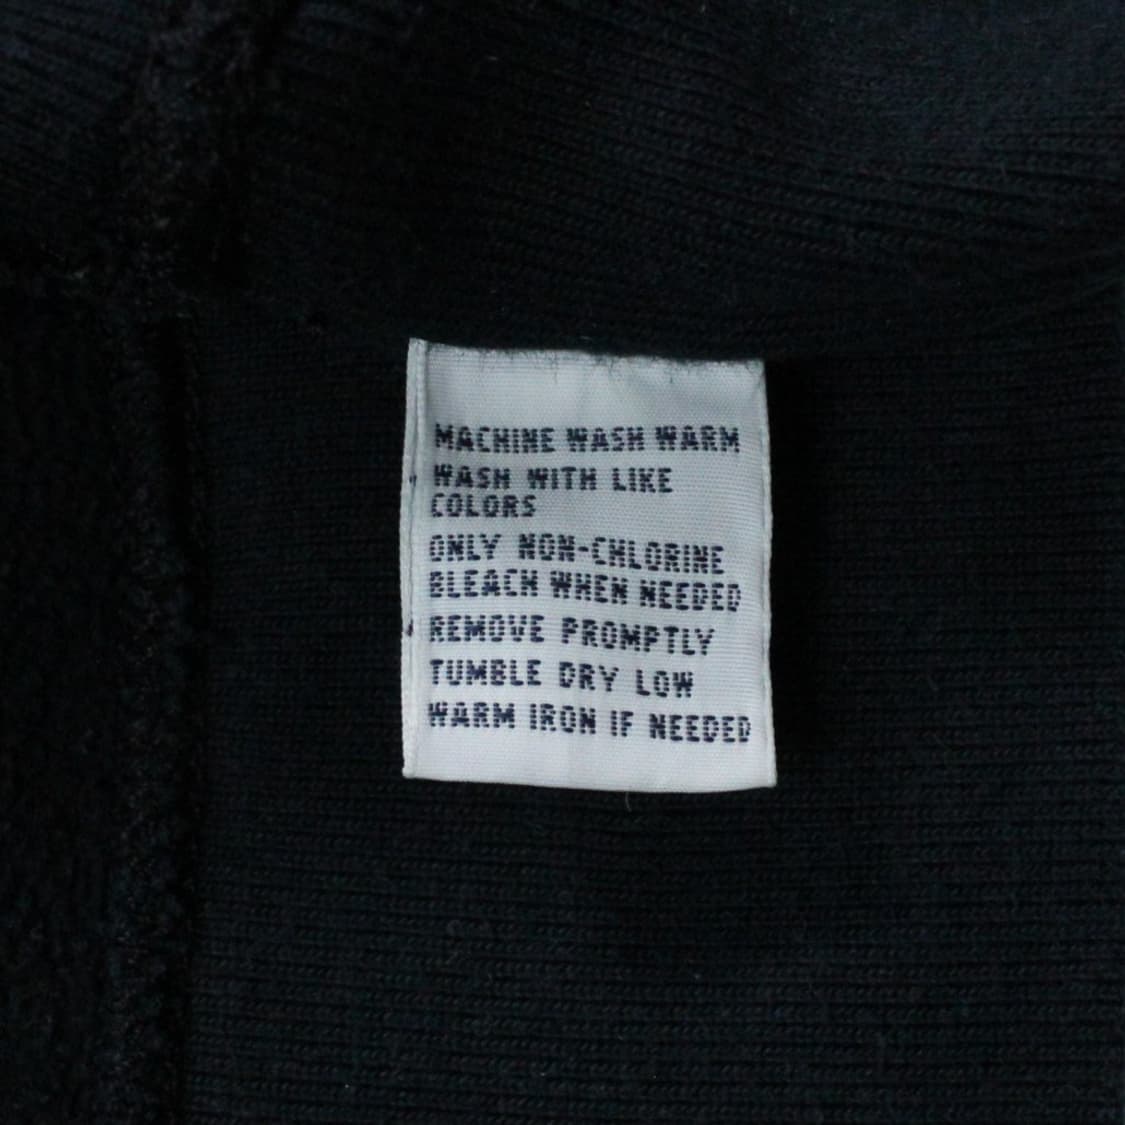 MACHINE WASH WARM
WASH WITH LIKE
COLORS
ONLY NON-CHLORINE
BLEACH WHEN NEEDED
REMOVE PROMPTLY
TUMBLE DRY LOW
WARM IRON IF NEEDED